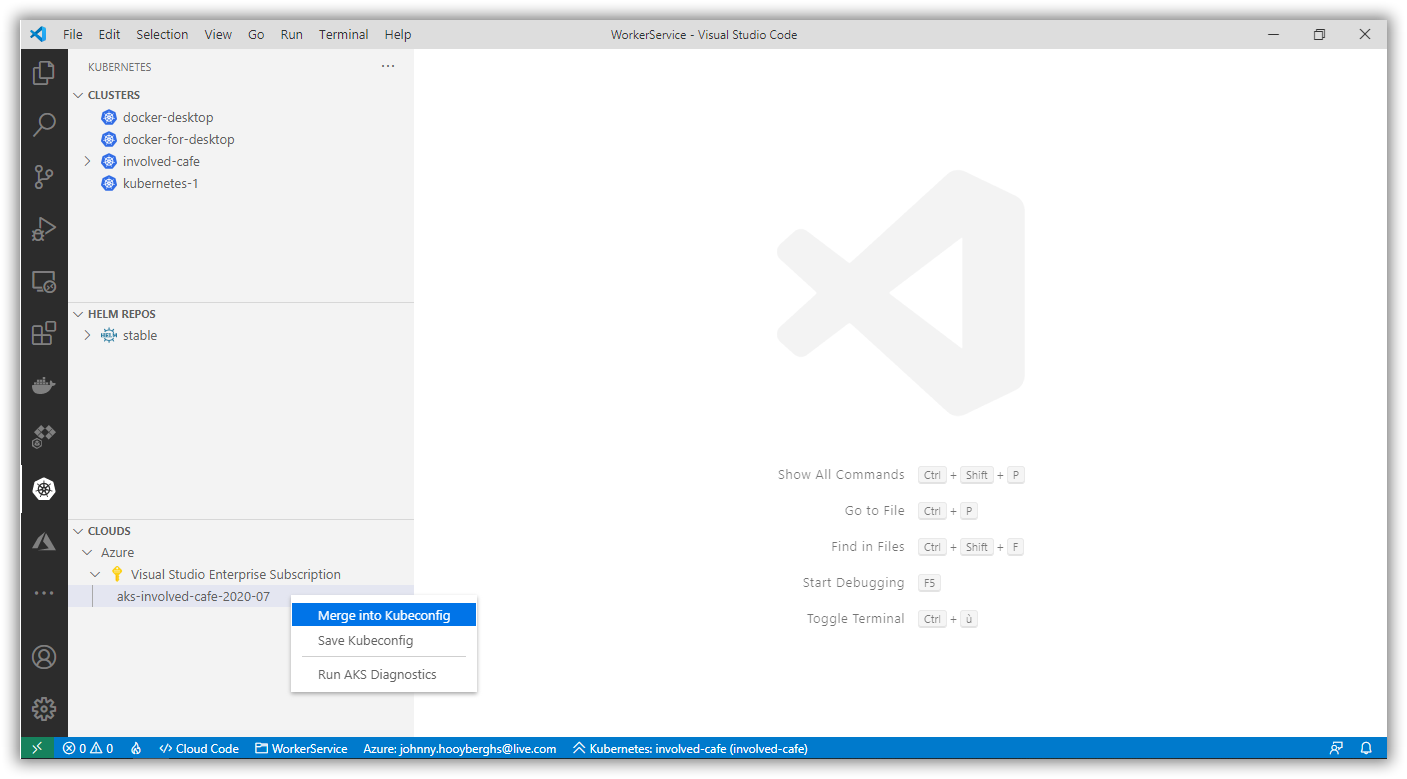 File Edit Selection View Go Run Terminal Help WorkerService - Visual Studio Code
KUBERNETES
CLUSTERS
docker-desktop
docker-for-desktop
involved-cafe
kubernetes-1
HELM REPOS
HELM stable
CLOUDS
Azure
Visual Studio Enterprise Subscription
aks-involved-cafe-2020-07
Merge into Kubeconfig
Save Kubeconfig
Run AKS Diagnostics
Show All Commands Ctrl + Shift + P
Go to File Ctrl + P
Find in Files Ctrl + Shift + F
Start Debugging F5
Toggle Terminal Ctrl + ù
0 0 Cloud Code WorkerService Azure: johnny.hooyberghs@live.com Kubernetes: involved-cafe (involved-cafe)